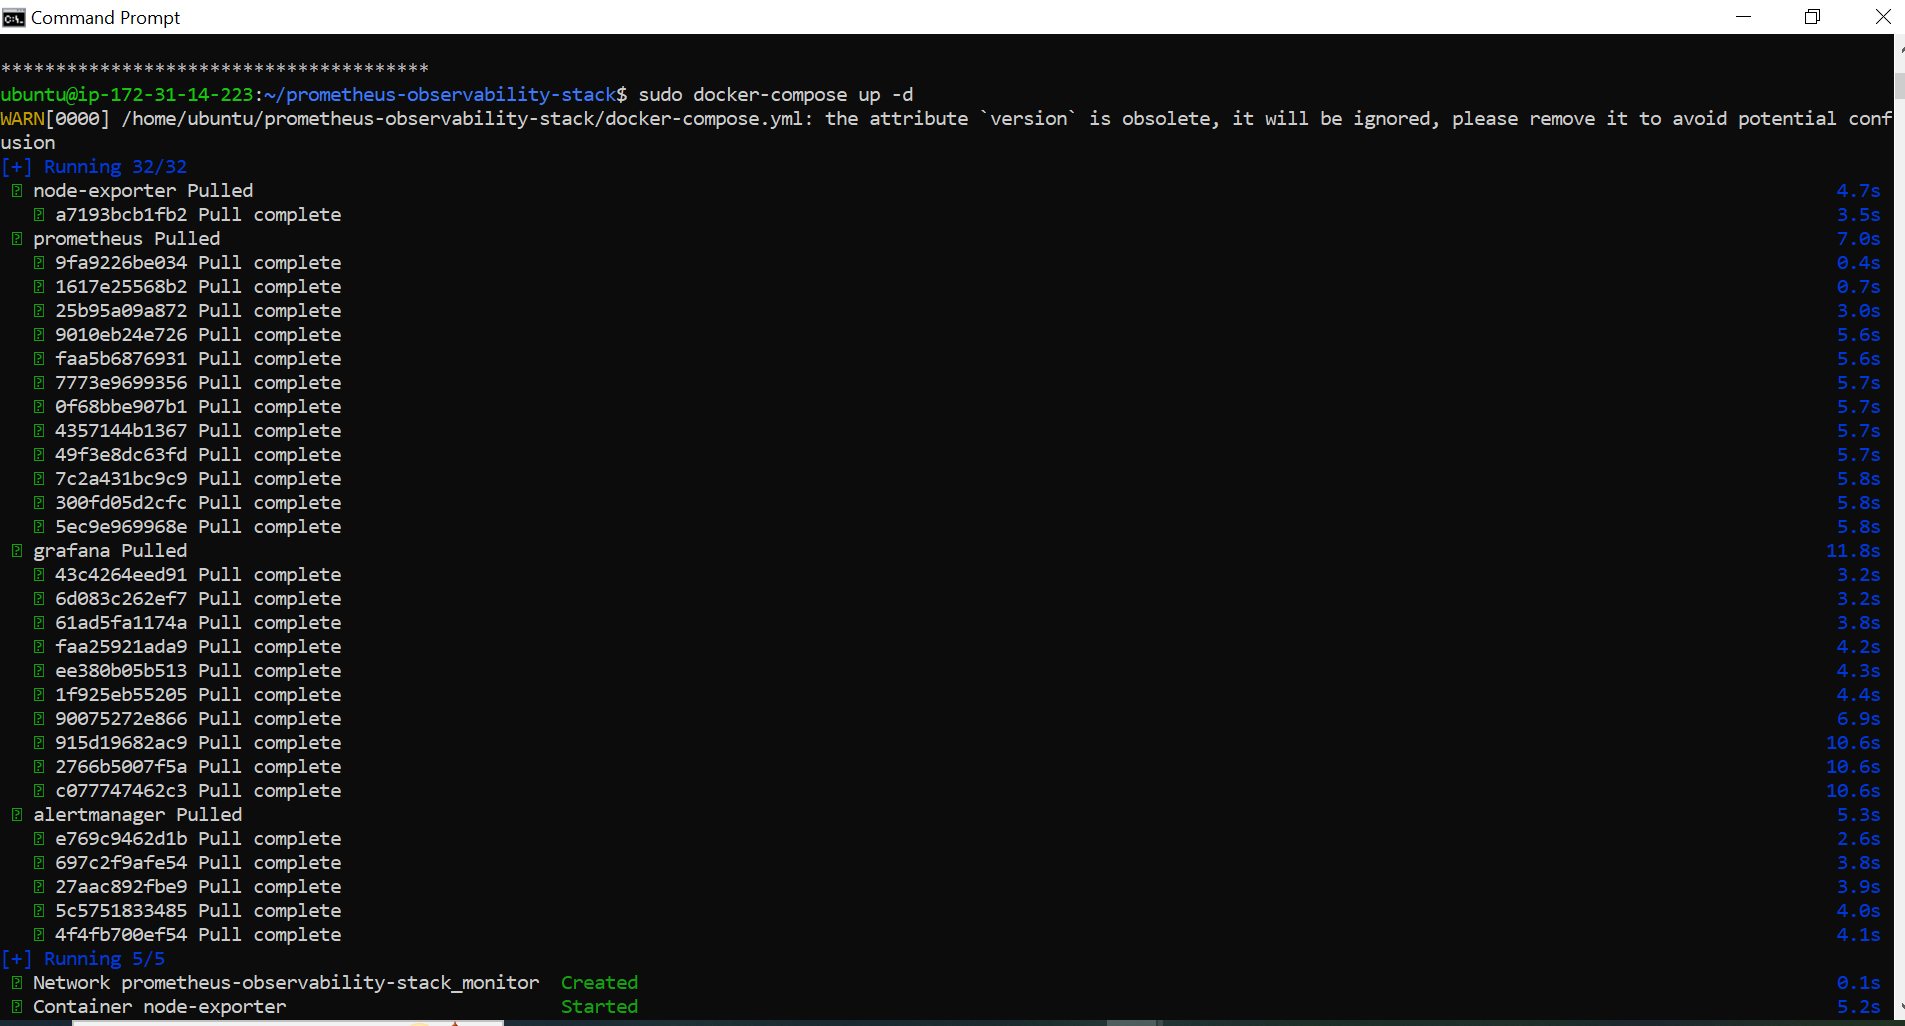 Command Prompt
***************************************
ubuntu@ip-172-31-14-223:~/prometheus-observability-stack$ sudo docker-compose up -d
WARN[0000] /home/ubuntu/prometheus-observability-stack/docker-compose.yml: the attribute `version` is obsolete, it will be ignored, please remove it to avoid potential conf
usion
[+] Running 32/32
node-exporter Pulled 4.7s
a7193bcb1fb2 Pull complete 3.5s
prometheus Pulled 7.0s
9fa9226be034 Pull complete 0.4s
1617e25568b2 Pull complete 0.7s
25b95a09a872 Pull complete 3.0s
9010eb24e726 Pull complete 5.6s
faa5b6876931 Pull complete 5.6s
7773e9699356 Pull complete 5.7s
0f68bbe907b1 Pull complete 5.7s
4357144b1367 Pull complete 5.7s
49f3e8dc63fd Pull complete 5.7s
7c2a431bc9c9 Pull complete 5.8s
300fd05d2cfc Pull complete 5.8s
5ec9e969968e Pull complete 5.8s
grafana Pulled 11.8s
43c4264eed91 Pull complete 3.2s
6d083c262ef7 Pull complete 3.2s
61ad5fa1174a Pull complete 3.8s
faa25921ada9 Pull complete 4.2s
ee380b05b513 Pull complete 4.3s
1f925eb55205 Pull complete 4.4s
90075272e866 Pull complete 6.9s
915d19682ac9 Pull complete 10.6s
2766b5007f5a Pull complete 10.6s
c077747462c3 Pull complete 10.6s
alertmanager Pulled 5.3s
e769c9462d1b Pull complete 2.6s
697c2f9afe54 Pull complete 3.8s
27aac892fbe9 Pull complete 3.9s
5c5751833485 Pull complete 4.0s
4f4fb700ef54 Pull complete 4.1s
[+] Running 5/5
Network prometheus-observability-stack_monitor Created 0.1s
Container node-exporter Started 5.2s